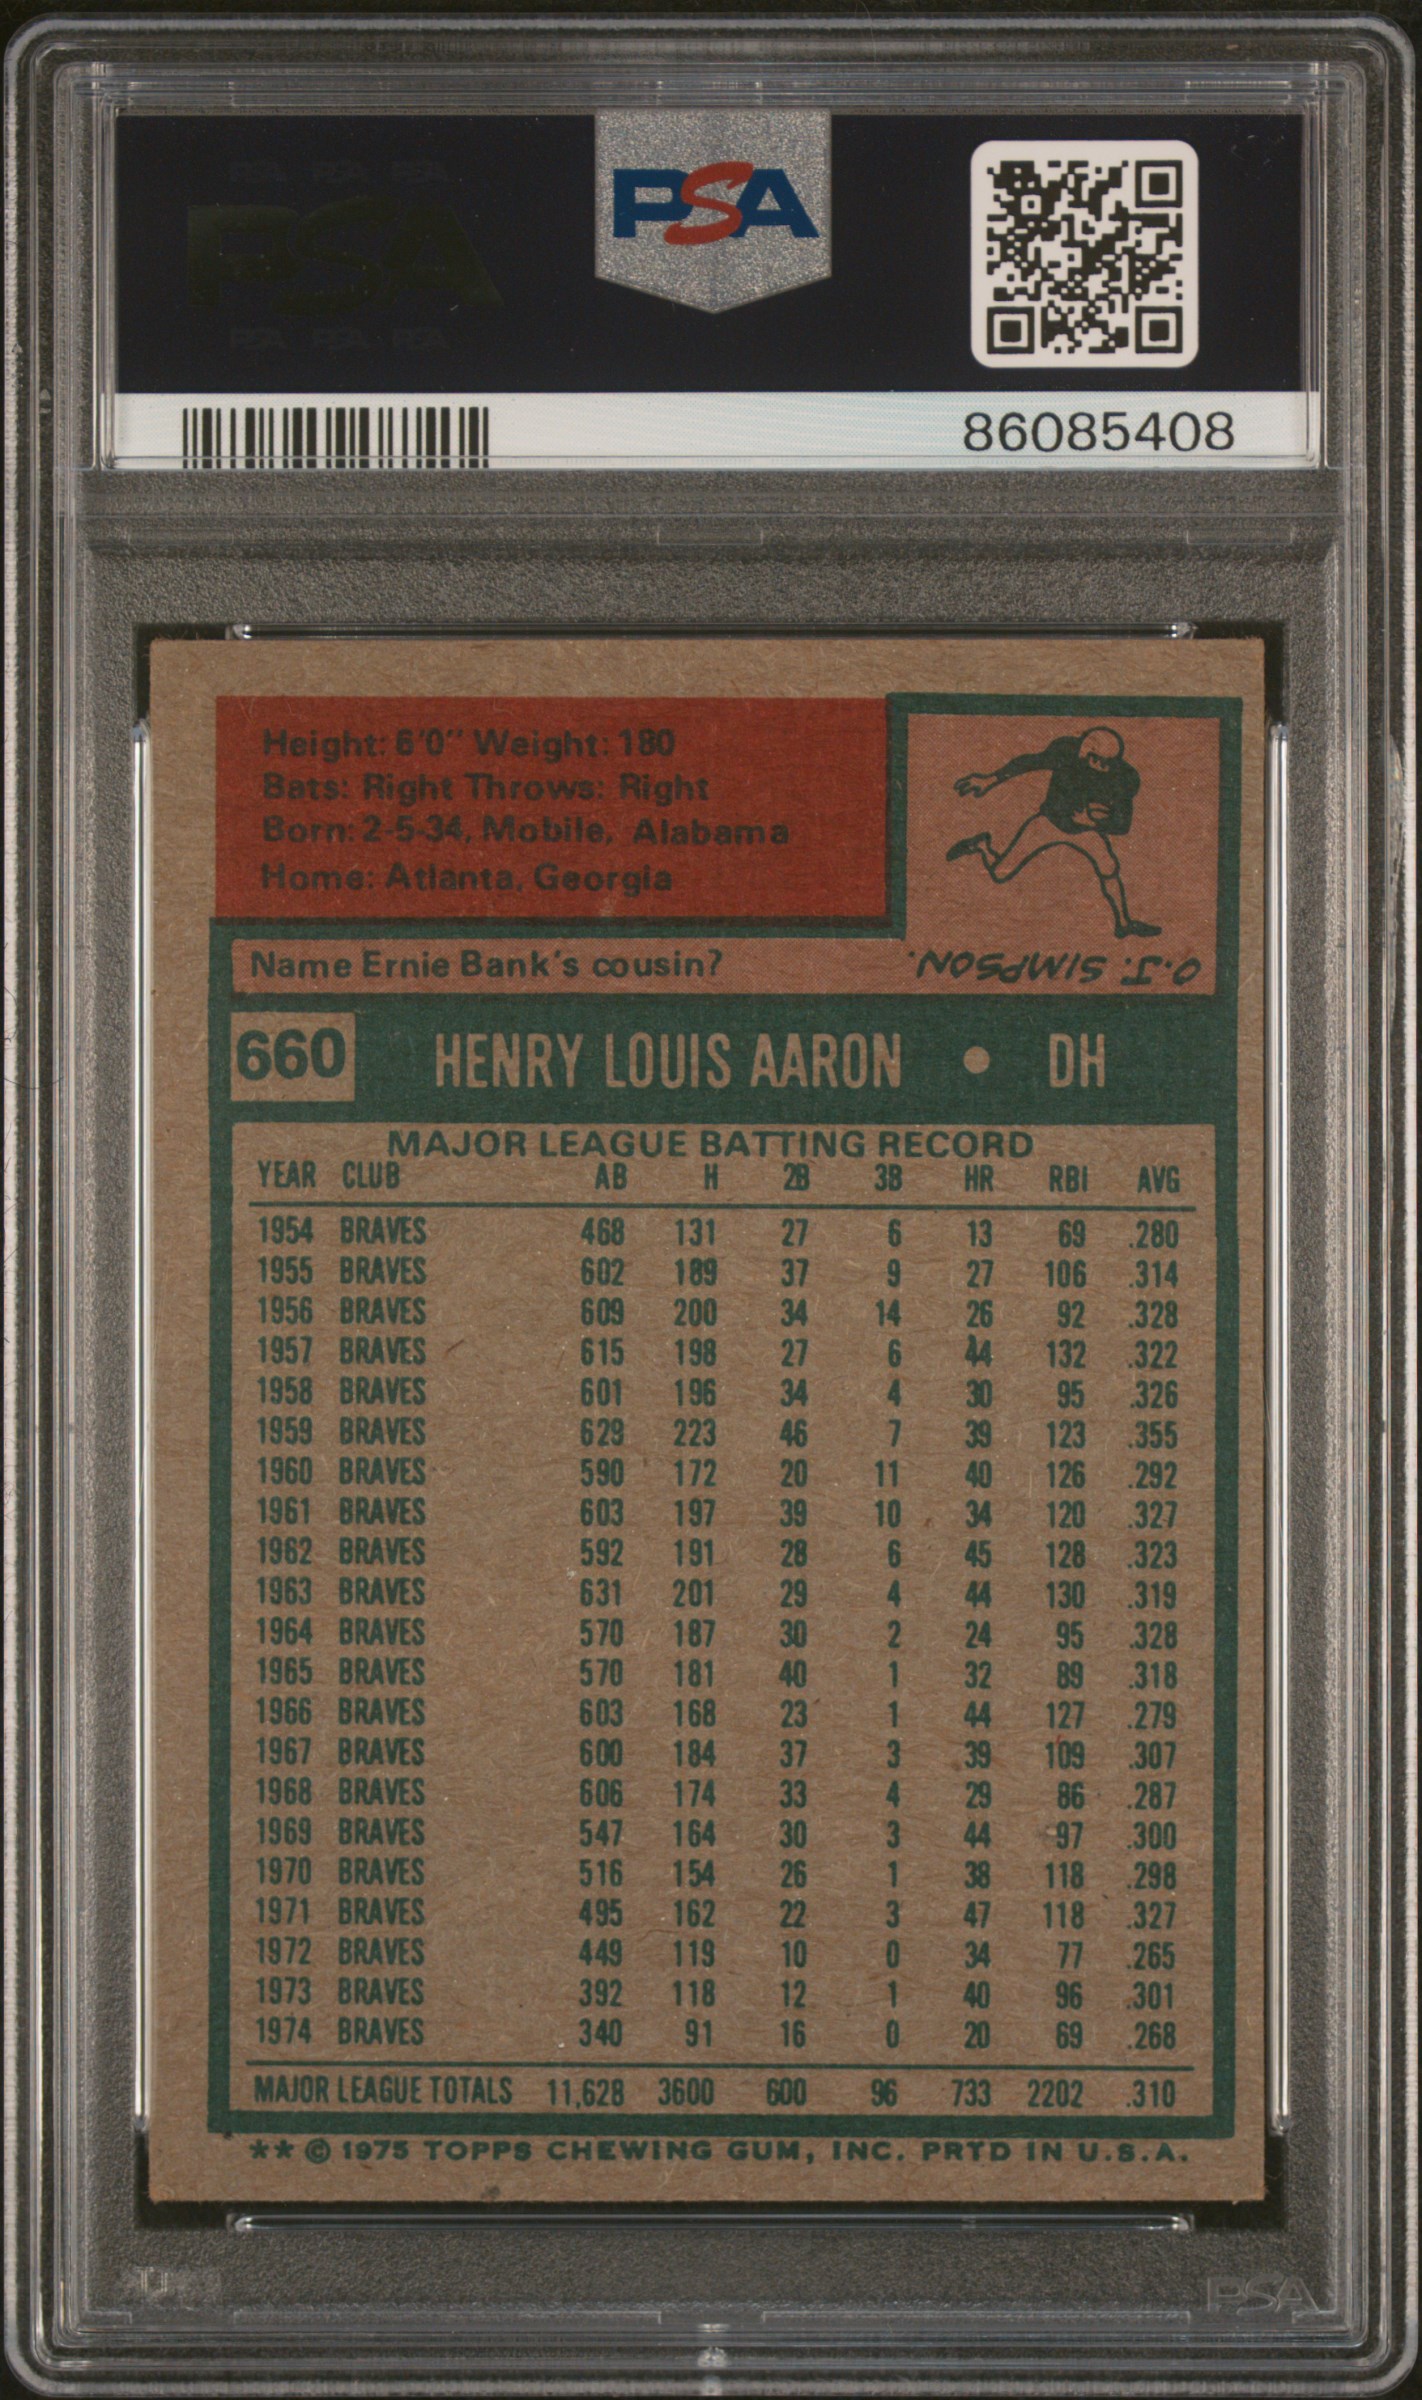 PSA PSA PSA
PSA
PSA PSA PSA
PSA
86085408
Height: 6'0" Weight: 180
Bats: Right Throws: Right
Born: 2-5-34, Mobile, Alabama
Home: Atlanta, Georgia
Name Ernie Bank's cousin?
O.J. SIMPSON.
660 HENRY LOUIS AARON • DH
MAJOR LEAGUE BATTING RECORD
YEAR CLUB AB H 2B 3B HR RBI AVG
1954 BRAVES 468 131 27 6 13 69 .280
1955 BRAVES 602 189 37 9 27 106 .314
1956 BRAVES 609 200 34 14 26 92 .328
1957 BRAVES 615 198 27 6 44 132 .322
1958 BRAVES 601 196 34 4 30 95 .326
1959 BRAVES 629 223 46 7 39 123 .355
1960 BRAVES 590 172 20 11 40 126 .292
1961 BRAVES 603 197 39 10 34 120 .327
1962 BRAVES 592 191 28 6 45 128 .323
1963 BRAVES 631 201 29 4 44 130 .319
1964 BRAVES 570 187 30 2 24 95 .328
1965 BRAVES 570 181 40 1 32 89 .318
1966 BRAVES 603 168 23 1 44 127 .279
1967 BRAVES 600 184 37 3 39 109 .307
1968 BRAVES 606 174 33 4 29 86 .287
1969 BRAVES 547 164 30 3 44 97 .300
1970 BRAVES 516 154 26 1 38 118 .298
1971 BRAVES 495 162 22 3 47 118 .327
1972 BRAVES 449 119 10 0 34 77 .265
1973 BRAVES 392 118 12 1 40 96 .301
1974 BRAVES 340 91 16 0 20 69 .268
MAJOR LEAGUE TOTALS 11,628 3600 600 96 733 2202 .310
** © 1975 TOPPS CHEWING GUM, INC. PRTD IN U.S.A.
PSA